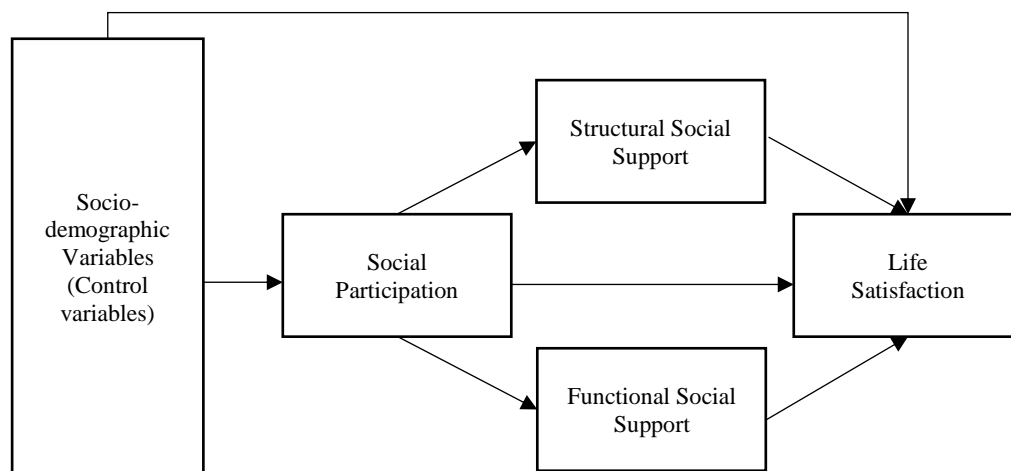 Socio-
demographic
Variables
(Control
variables)
Social
Participation
Structural Social
Support
Functional Social
Support
Life
Satisfaction